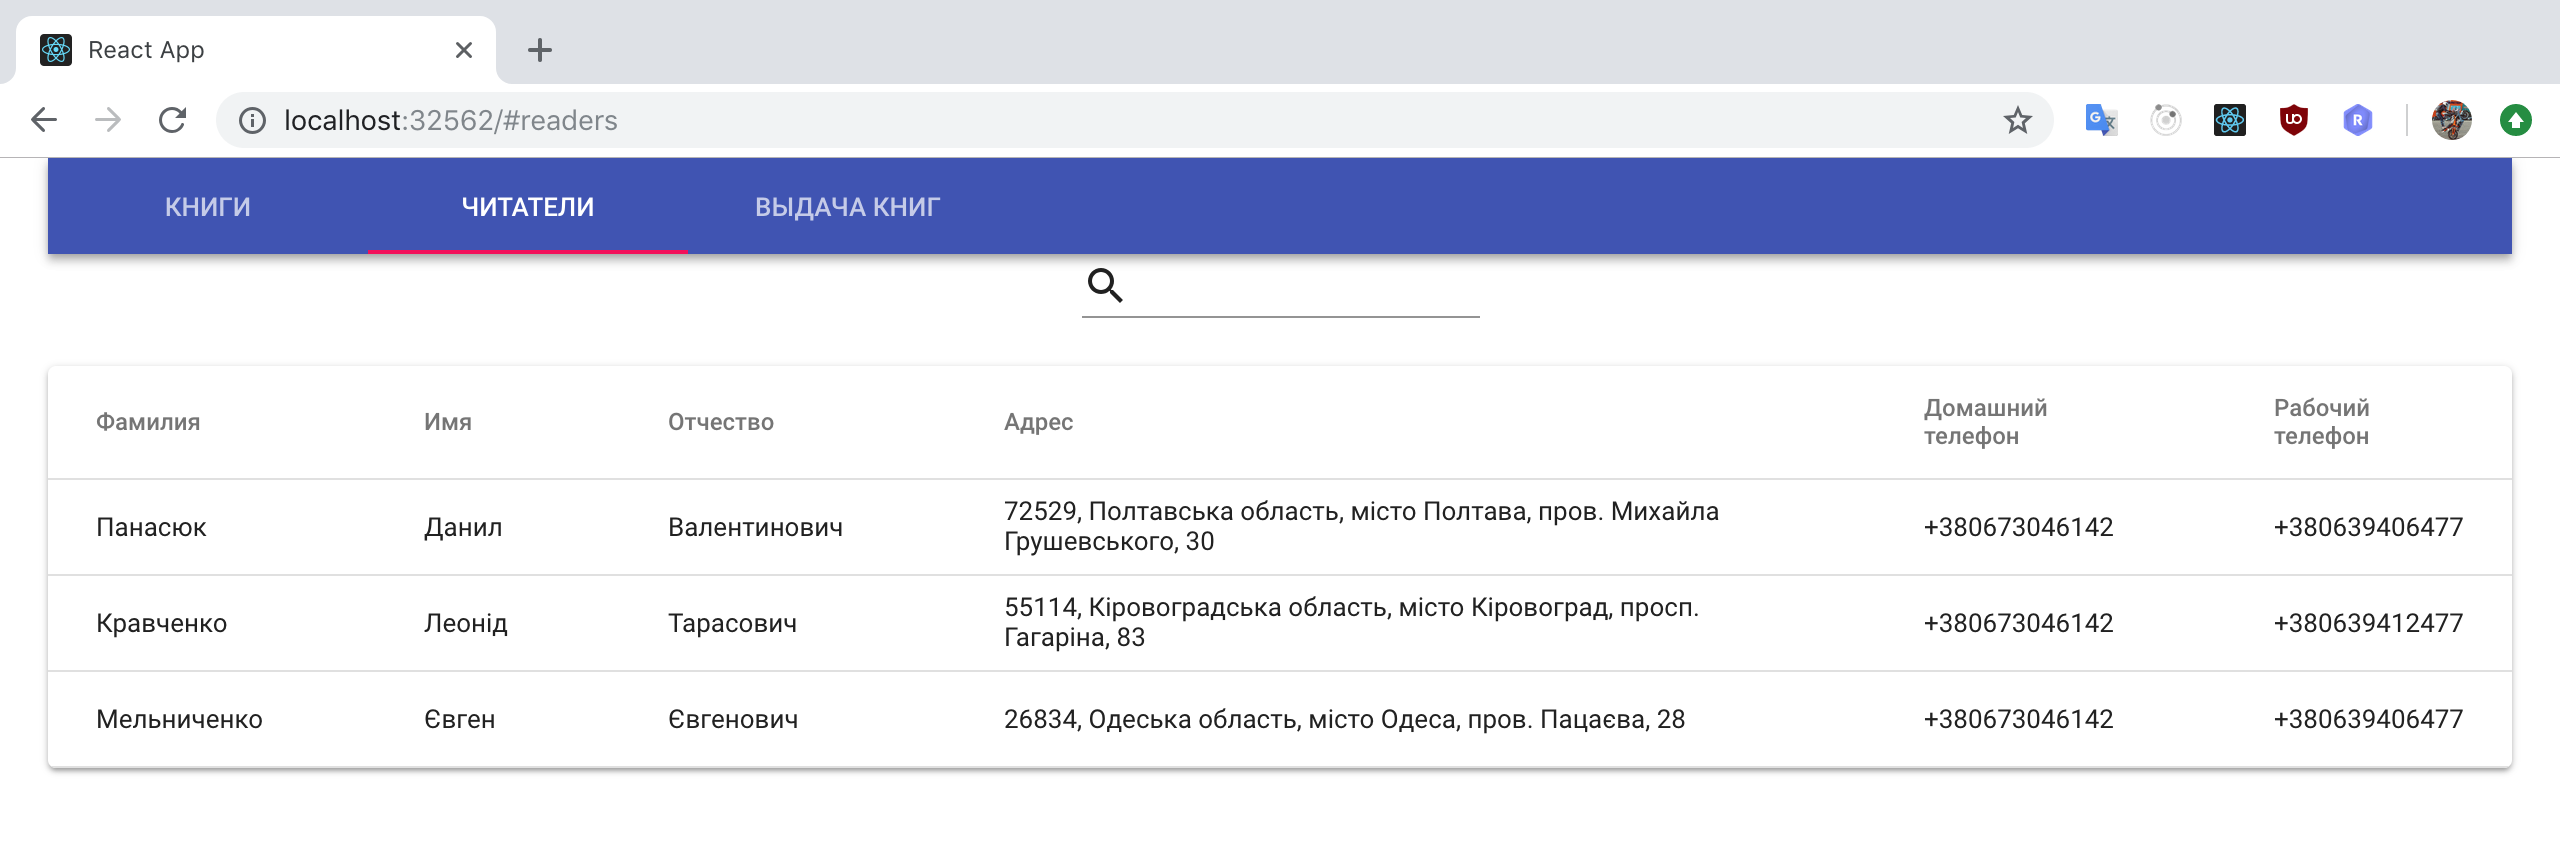 React App
localhost:32562/#readers
КНИГИ ЧИТАТЕЛИ ВЫДАЧА КНИГ
Фамилия Имя Отчество Адрес Домашний телефон Рабочий телефон
Панасюк Данил Валентинович 72529, Полтавська область, місто Полтава, пров. Михайла Грушевського, 30 +380673046142 +380639406477
Кравченко Леонід Тарасович 55114, Кіровоградська область, місто Кіровоград, просп. Гагаріна, 83 +380673046142 +380639412477
Мельниченко Євген Євгенович 26834, Одеська область, місто Одеса, пров. Пацаєва, 28 +380673046142 +380639406477